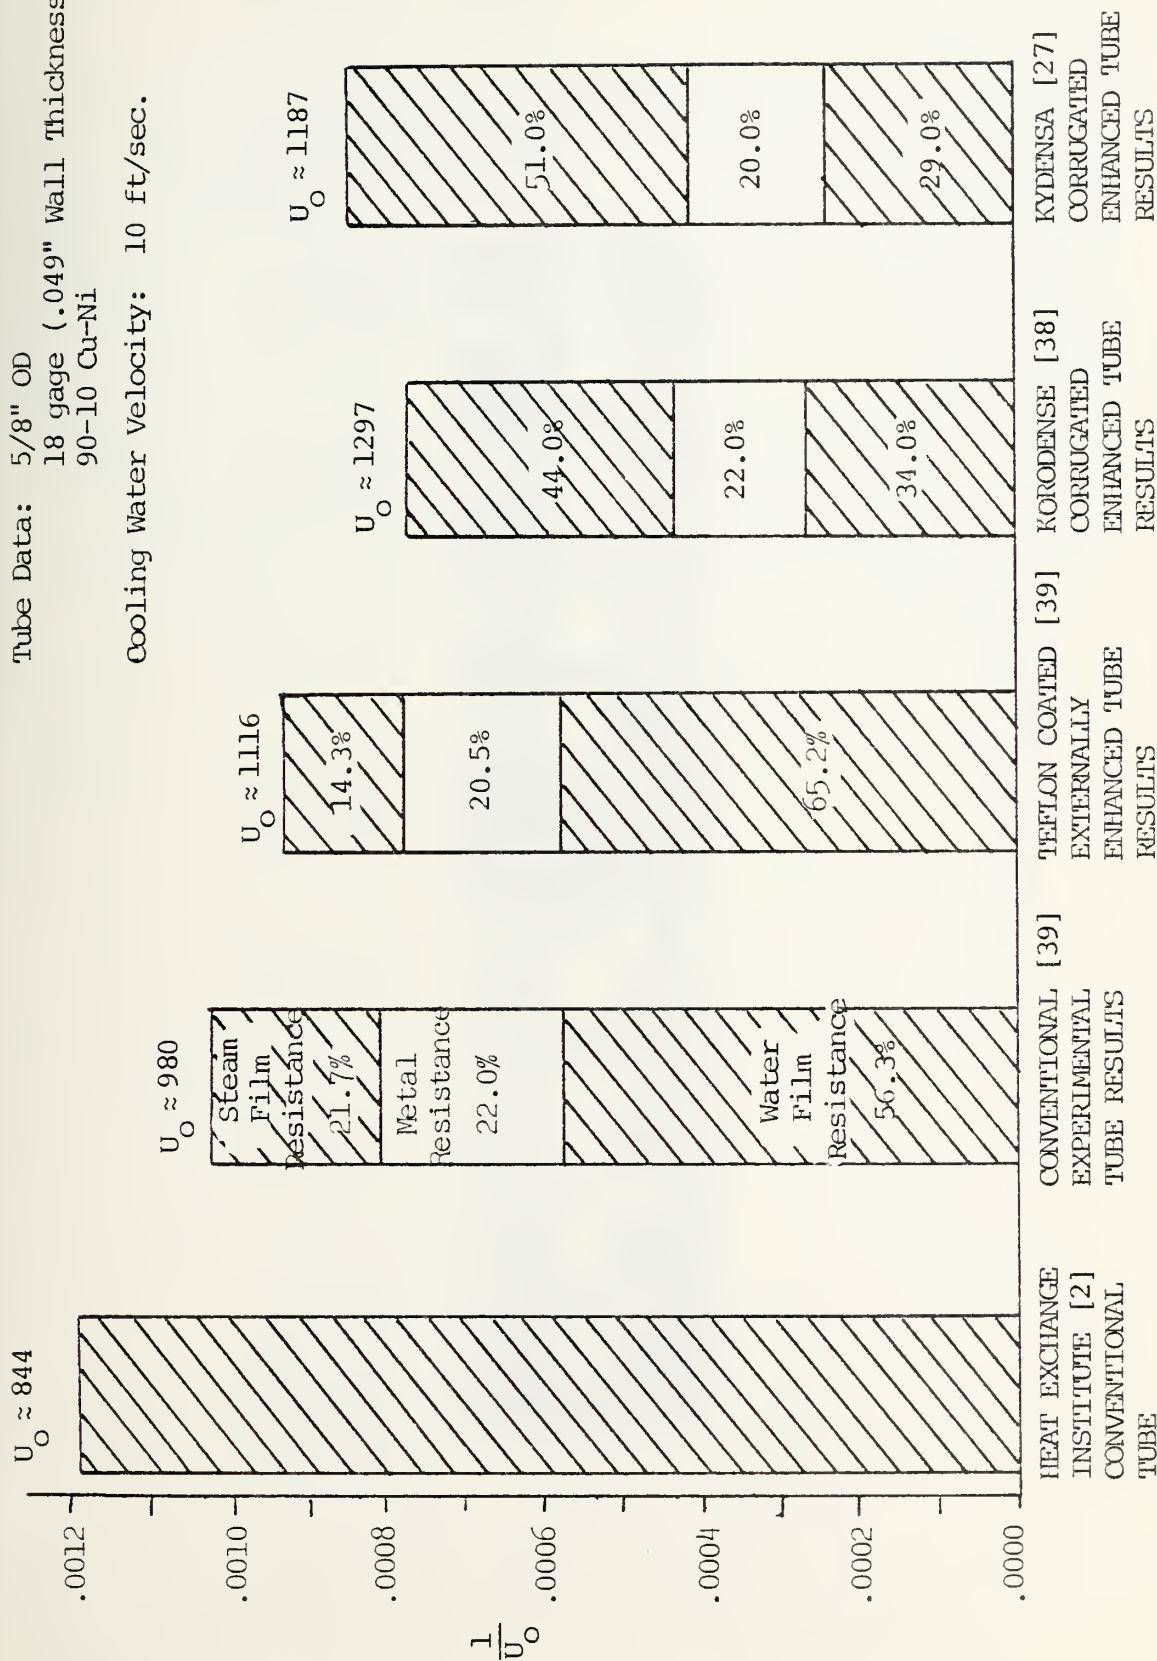 Tube Data: 5/8" OD
18 gage (.049" Wall Thickness
90-10 Cu-Ni
Cooling Water Velocity: 10 ft/sec.
1
U_O
.0012
.0010
.0008
.0006
.0004
.0002
.0000
U_O ≈ 844
U_O ≈ 980
Steam
Film
Resistance
21.7%
Metal
Resistance
22.0%
Water
Film
Resistance
56.3%
U_O ≈ 1116
14.3%
20.5%
65.2%
U_O ≈ 1297
44.0%
22.0%
34.0%
U_O ≈ 1187
51.0%
20.0%
29.0%
HEAT EXCHANGE
INSTITUTE [2]
CONVENTIONAL
TUBE
CONVENTIONAL [39]
EXPERIMENTAL
TUBE RESULTS
TEFLON COATED [39]
EXTERNALLY
ENHANCED TUBE
RESULTS
KORODENSE [38]
CORRUGATED
ENHANCED TUBE
RESULTS
KYDENSA [27]
CORRUGATED
ENHANCED TUBE
RESULTS